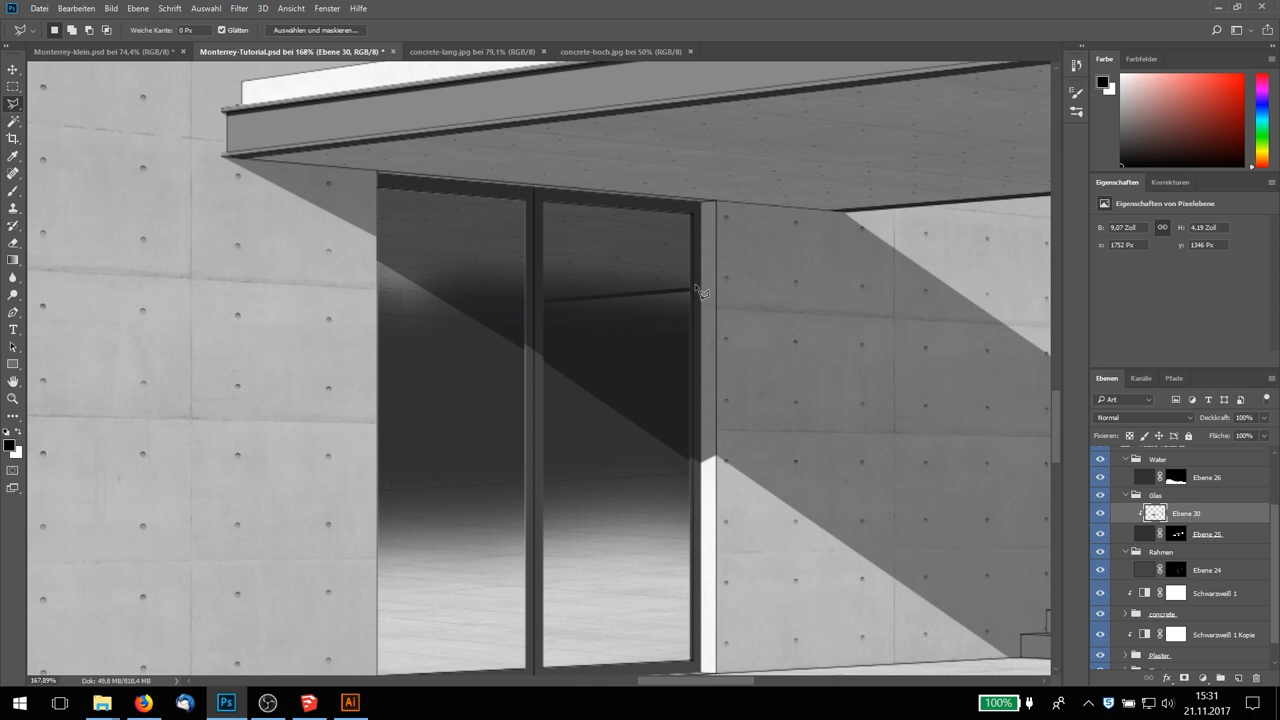 Datei Bearbeiten Bild Ebene Schrift Auswahl Filter 3D Ansicht Fenster Hilfe
Weiche Kante: 0 Px Glätten Auswählen und maskieren...
Monterrey-klein.psd bei 74,4% (RGB/8) * × Monterrey-Tutorial.psd bei 168% (Ebene 30, RGB/8) * × concrete-lang.jpg bei 79,1% (RGB/8) × concrete-hoch.jpg bei 50% (RGB/8) ×
Farbe Farbfelder
Eigenschaften Korrekturen
Eigenschaften von Pixelebene
B: 9,07 Zoll H: 4,19 Zoll
x: 1752 Px y: 1346 Px
Ebenen Kanäle Pfade
Art
Normal Deckkraft: 100%
Fixieren: Fläche: 100%
Water
Ebene 26
Glas
Ebene 30
Ebene 25
Rahmen
Ebene 24
Schwarzweiß 1
concrete
Schwarzweiß 1 Kopie
Plaster
167,89% Dok: 49,8 MB/818,4 MB
Ps Ai 100% 15:31
21.11.2017